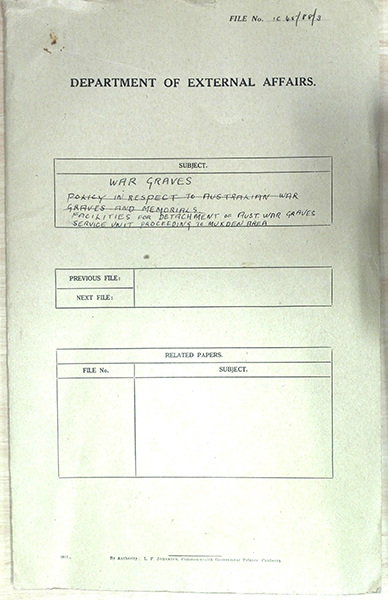 FILE No. IC 45/88/3
DEPARTMENT OF EXTERNAL AFFAIRS.
SUBJECT.
WAR GRAVES
POLICY IN RESPECT TO AUSTRALIAN WAR
GRAVES AND MEMORIALS
FACILITIES FOR DETACHMENT OF AUST. WAR GRAVES
SERVICE UNIT PROCEEDING TO MUKDEN AREA
PREVIOUS FILE:
NEXT FILE:
RELATED PAPERS.
FILE No.
SUBJECT.
By Authority: L. F. Johnston, Commonwealth Government Printer, Canberra.